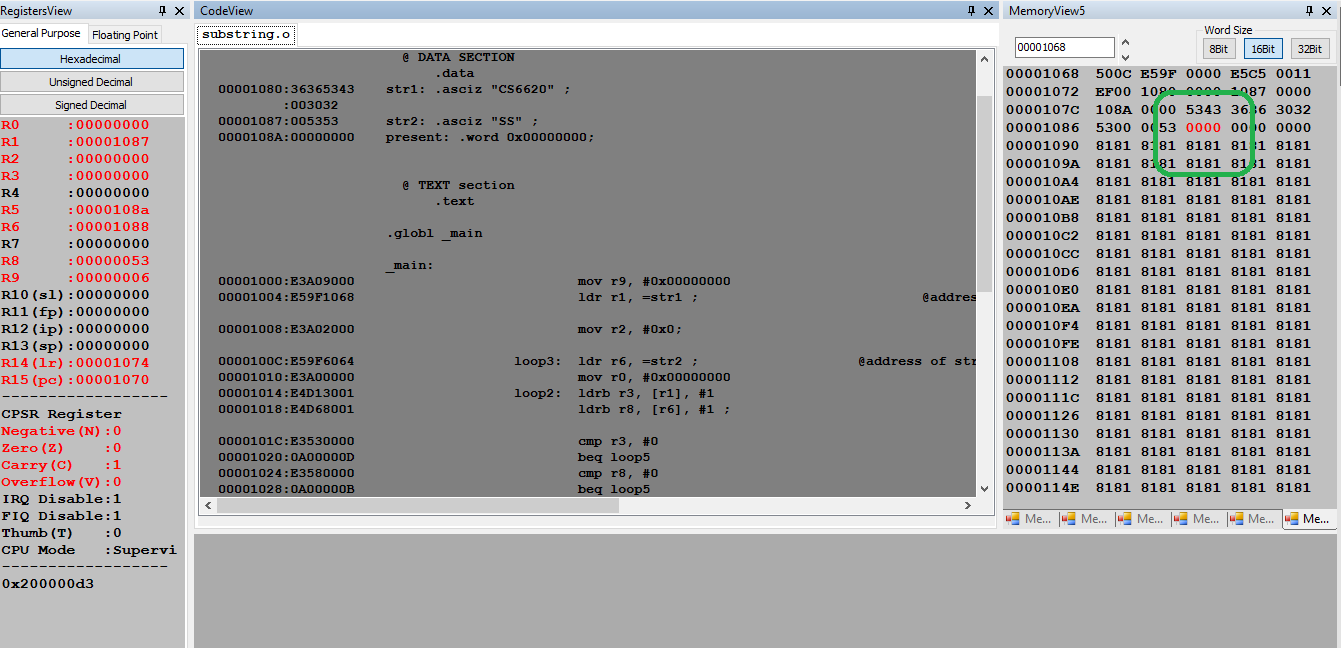 RegistersView
General Purpose Floating Point
Hexadecimal
Unsigned Decimal
Signed Decimal
R0 :00000000
R1 :00001087
R2 :00000000
R3 :00000000
R4 :00000000
R5 :0000108a
R6 :00001088
R7 :00000000
R8 :00000053
R9 :00000006
R10(sl):00000000
R11(fp):00000000
R12(ip):00000000
R13(sp):00000000
R14(lr):00001074
R15(pc):00001070
------------------
CPSR Register
Negative(N):0
Zero(Z) :0
Carry(C) :1
Overflow(V):0
IRQ Disable:1
FIQ Disable:1
Thumb(T) :0
CPU Mode :Supervi
------------------
0x200000d3
CodeView
substring.o
@ DATA SECTION
.data
00001080:36365343 str1: .asciz "CS6620" ;
:003032
00001087:005353 str2: .asciz "SS" ;
0000108A:00000000 present: .word 0x00000000;
@ TEXT section
.text
.globl _main
_main:
00001000:E3A09000 mov r9, #0x00000000
00001004:E59F1068 ldr r1, =str1 ; @addres
00001008:E3A02000 mov r2, #0x0;
0000100C:E59F6064 loop3: ldr r6, =str2 ; @address of str
00001010:E3A00000 mov r0, #0x00000000
00001014:E4D13001 loop2: ldrb r3, [r1], #1
00001018:E4D68001 ldrb r8, [r6], #1 ;
0000101C:E3530000 cmp r3, #0
00001020:0A00000D beq loop5
00001024:E3580000 cmp r8, #0
00001028:0A00000B beq loop5
MemoryView5
00001068
Word Size
8Bit 16Bit 32Bit
00001068 500C E59F 0000 E5C5 0011
00001072 EF00 1080 0000 1087 0000
0000107C 108A 0000 5343 3636 3032
00001086 5300 0053 0000 0000 0000
00001090 8181 8181 8181 8181 8181
0000109A 8181 8181 8181 8181 8181
000010A4 8181 8181 8181 8181 8181
000010AE 8181 8181 8181 8181 8181
000010B8 8181 8181 8181 8181 8181
000010C2 8181 8181 8181 8181 8181
000010CC 8181 8181 8181 8181 8181
000010D6 8181 8181 8181 8181 8181
000010E0 8181 8181 8181 8181 8181
000010EA 8181 8181 8181 8181 8181
000010F4 8181 8181 8181 8181 8181
000010FE 8181 8181 8181 8181 8181
00001108 8181 8181 8181 8181 8181
00001112 8181 8181 8181 8181 8181
0000111C 8181 8181 8181 8181 8181
00001126 8181 8181 8181 8181 8181
00001130 8181 8181 8181 8181 8181
0000113A 8181 8181 8181 8181 8181
00001144 8181 8181 8181 8181 8181
0000114E 8181 8181 8181 8181 8181
Me... Me... Me... Me... Me... Me...